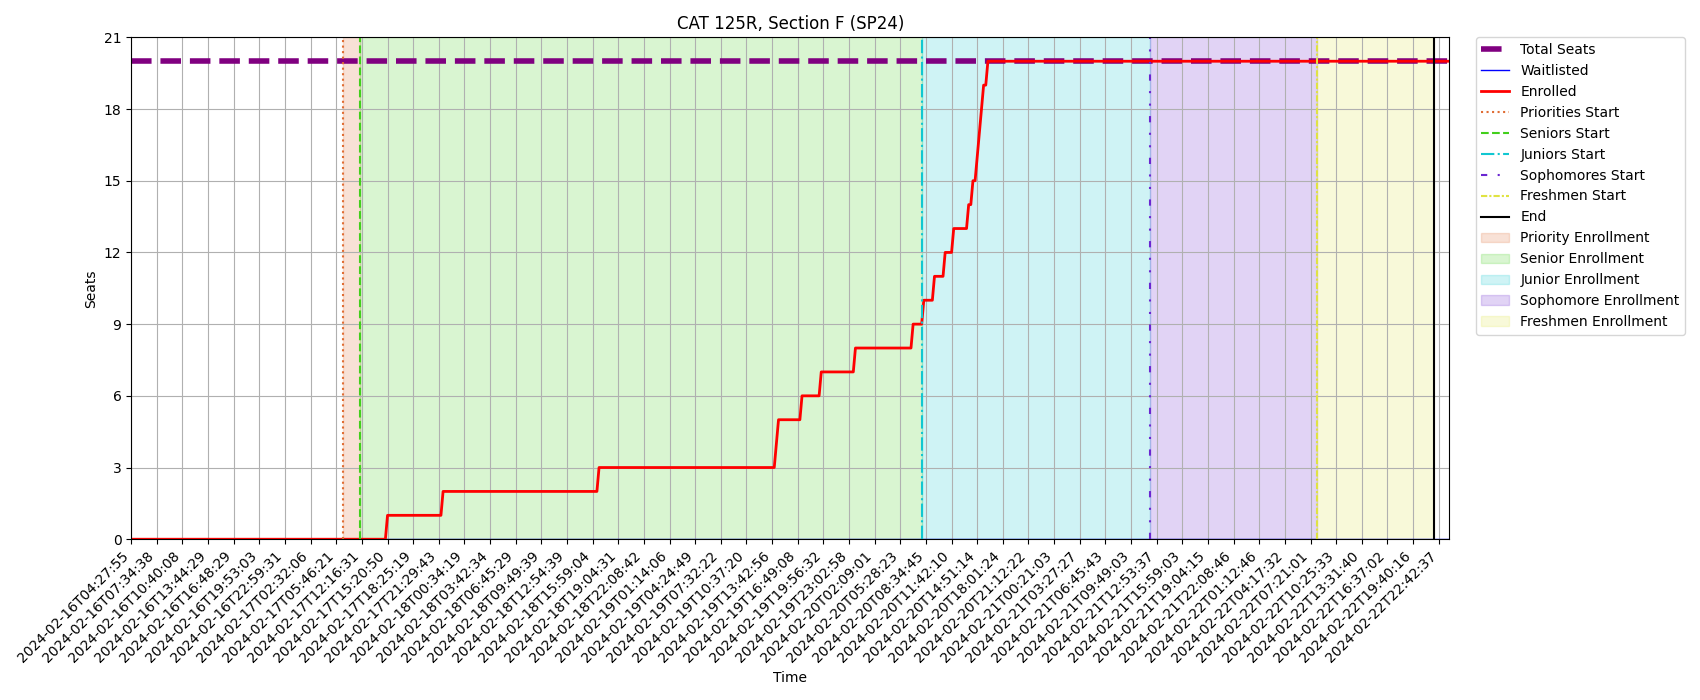 CAT 125R, Section F (SP24)
21
18
15
12
9
6
3
0
Seats
2024-02-16T04:27:55
2024-02-16T07:34:38
2024-02-16T10:40:08
2024-02-16T13:44:29
2024-02-16T16:48:29
2024-02-16T19:53:03
2024-02-16T22:59:31
2024-02-17T02:32:06
2024-02-17T05:46:21
2024-02-17T12:16:31
2024-02-17T15:20:50
2024-02-17T18:25:19
2024-02-17T21:29:43
2024-02-18T00:34:19
2024-02-18T03:42:34
2024-02-18T06:45:29
2024-02-18T09:49:39
2024-02-18T12:54:39
2024-02-18T15:59:04
2024-02-18T19:04:31
2024-02-18T22:08:42
2024-02-19T01:14:06
2024-02-19T04:24:49
2024-02-19T07:32:22
2024-02-19T10:37:20
2024-02-19T13:42:56
2024-02-19T16:49:08
2024-02-19T19:56:32
2024-02-19T23:02:58
2024-02-20T02:09:01
2024-02-20T05:28:23
2024-02-20T08:34:45
2024-02-20T11:42:10
2024-02-20T14:51:14
2024-02-20T18:01:24
2024-02-20T21:12:22
2024-02-21T00:21:03
2024-02-21T03:27:27
2024-02-21T06:45:43
2024-02-21T09:49:03
2024-02-21T12:53:37
2024-02-21T15:59:03
2024-02-21T19:04:15
2024-02-21T22:08:46
2024-02-22T01:12:46
2024-02-22T04:17:32
2024-02-22T07:21:01
2024-02-22T10:25:33
2024-02-22T13:31:40
2024-02-22T16:37:02
2024-02-22T19:40:16
2024-02-22T22:42:37
Time
Total Seats
Waitlisted
Enrolled
Priorities Start
Seniors Start
Juniors Start
Sophomores Start
Freshmen Start
End
Priority Enrollment
Senior Enrollment
Junior Enrollment
Sophomore Enrollment
Freshmen Enrollment